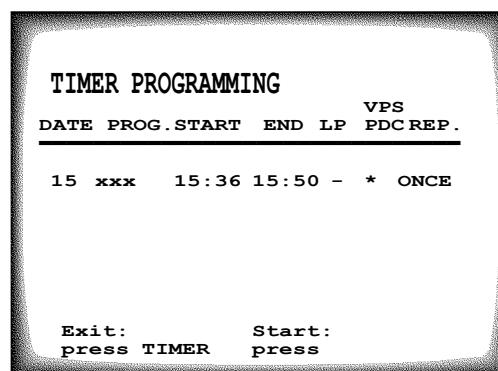 TIMER PROGRAMMING
VPS
DATE PROG. START END LP PDC REP.
15 xxx 15:36 15:50 – * ONCE
Exit: Start:
press TIMER press